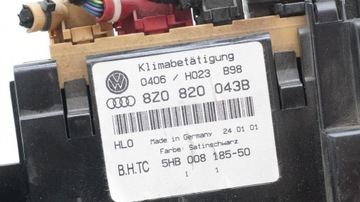 Klimabetätigung
0406 / H023 B98
8Z0 820 043B
HLO Made in Germany 24.01.01
Farbe: Satinschwarz
B.H.TC 5HB 008 185-50
1 1